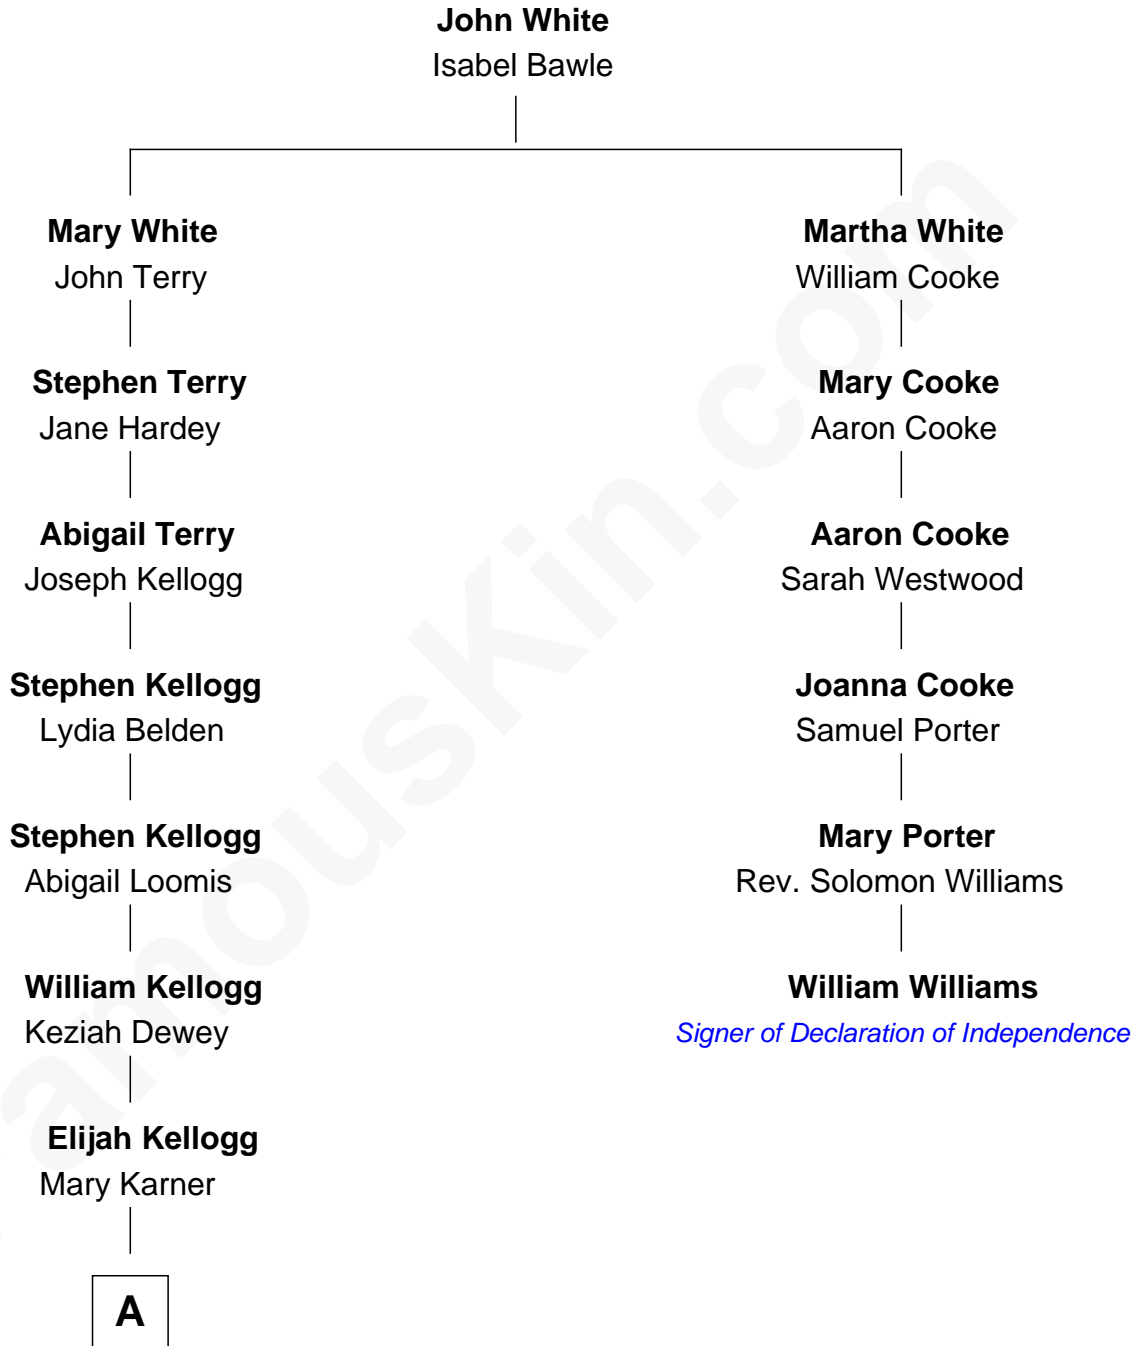 John White
Isabel Bawle
Mary White
John Terry
Martha White
William Cooke
Stephen Terry
Jane Hardey
Mary Cooke
Aaron Cooke
Abigail Terry
Joseph Kellogg
Aaron Cooke
Sarah Westwood
Stephen Kellogg
Lydia Belden
Joanna Cooke
Samuel Porter
Stephen Kellogg
Abigail Loomis
Mary Porter
Rev. Solomon Williams
William Kellogg
Keziah Dewey
William Williams
Signer of Declaration of Independence
Elijah Kellogg
Mary Karner
A
amousKin.com